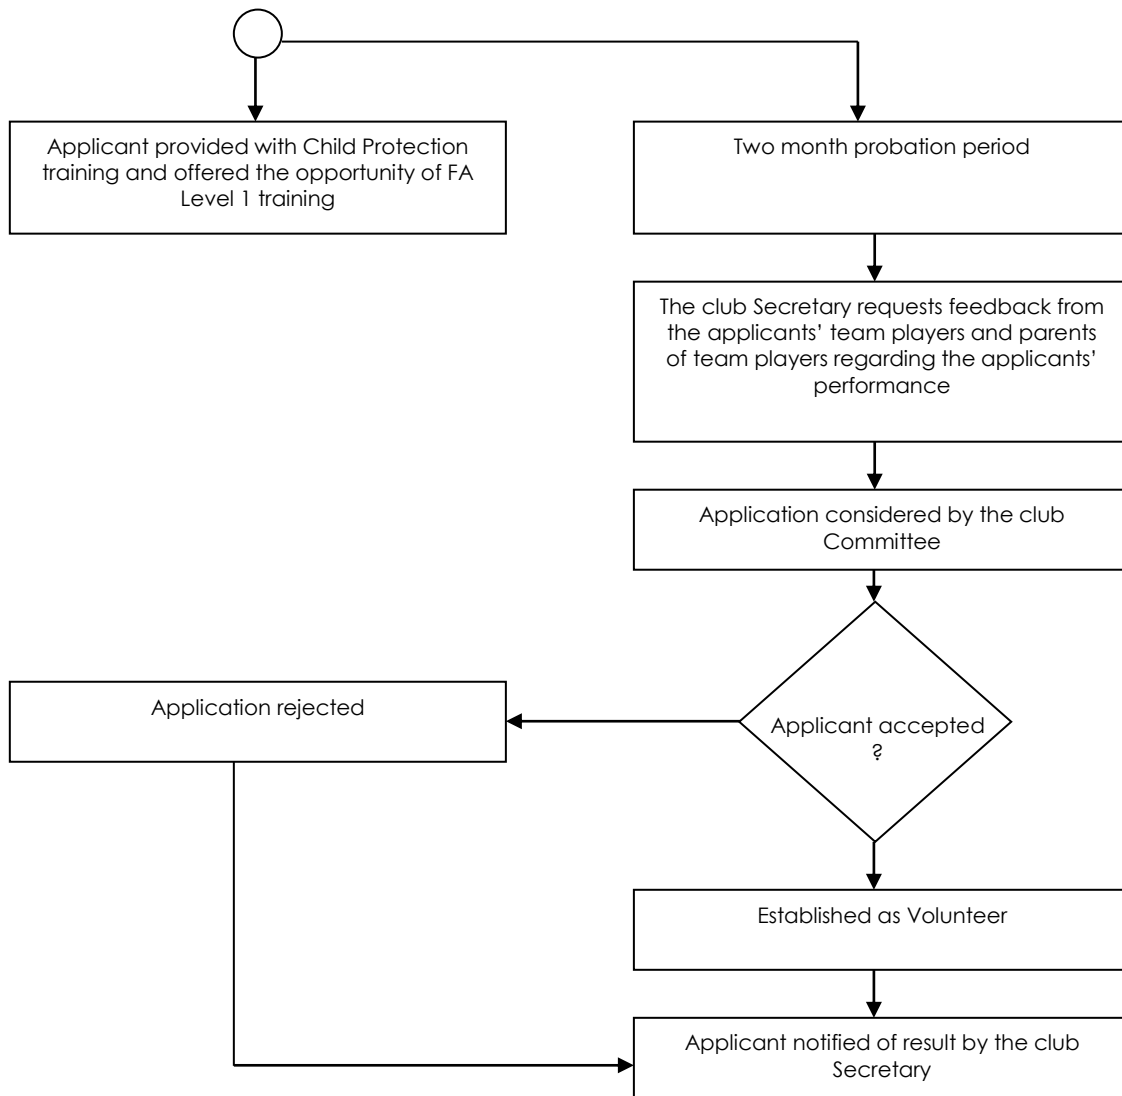 Applicant provided with Child Protection
training and offered the opportunity of FA
Level 1 training
Two month probation period
The club Secretary requests feedback from
the applicants’ team players and parents
of team players regarding the applicants’
performance
Application considered by the club
Committee
Application rejected
Applicant accepted
?
Established as Volunteer
Applicant notified of result by the club
Secretary